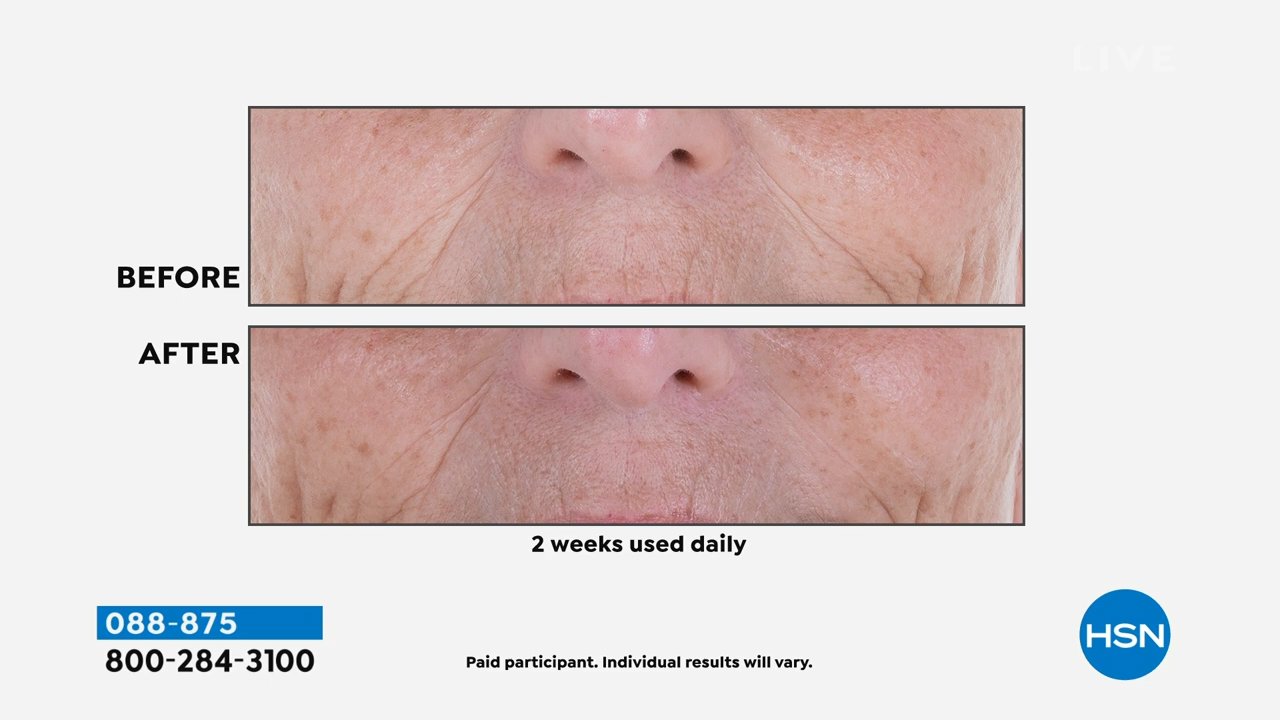 LIVE
BEFORE
AFTER
2 weeks used daily
088-875
800-284-3100
Paid participant. Individual results will vary.
HSN